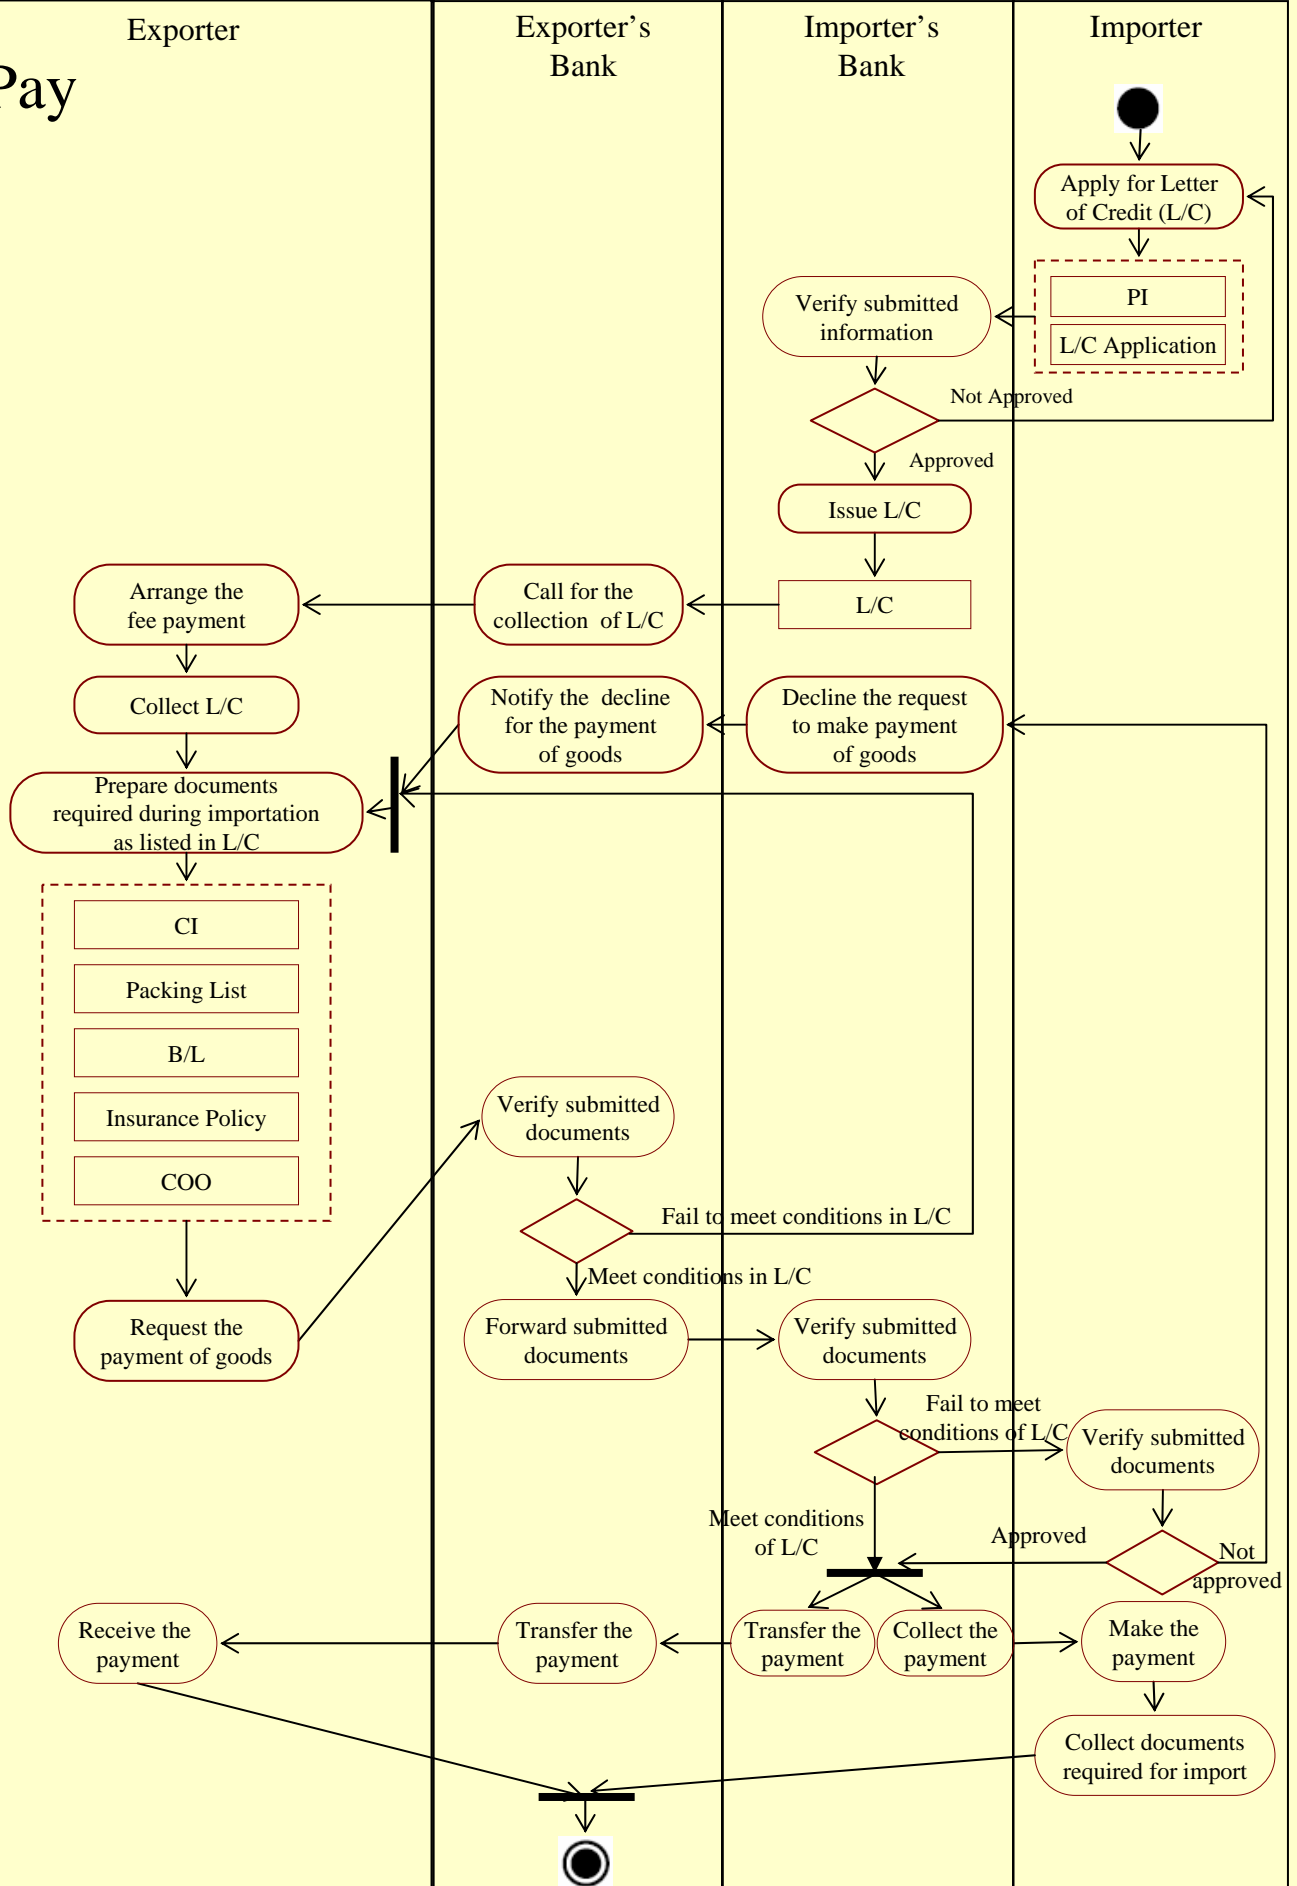 Exporter
Exporter's
Bank
Importer's
Bank
Importer
Pay
Apply for Letter
of Credit (L/C)
PI
L/C Application
Verify submitted
information
Not Approved
Approved
Issue L/C
L/C
Call for the
collection of L/C
Arrange the
fee payment
Collect L/C
Notify the decline
for the payment
of goods
Decline the request
to make payment
of goods
Prepare documents
required during importation
as listed in L/C
CI
Packing List
B/L
Insurance Policy
COO
Verify submitted
documents
Fail to meet conditions in L/C
Meet conditions in L/C
Request the
payment of goods
Forward submitted
documents
Verify submitted
documents
Fail to meet
conditions of L/C
Verify submitted
documents
Meet conditions
of L/C
Approved
Not
approved
Receive the
payment
Transfer the
payment
Transfer the
payment
Collect the
payment
Make the
payment
Collect documents
required for import